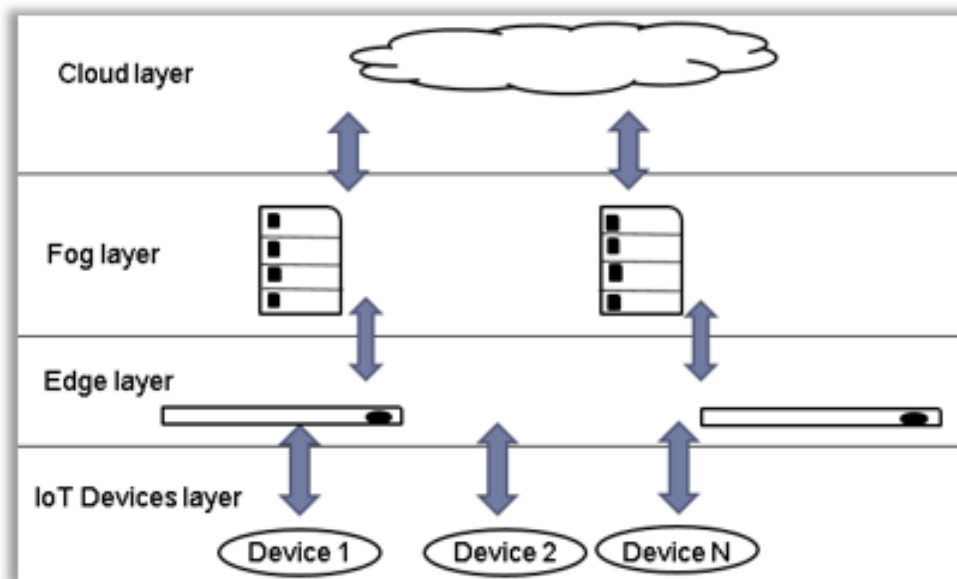 Cloud layer
Fog layer
Edge layer
IoT Devices layer
Device 1
Device 2
Device N